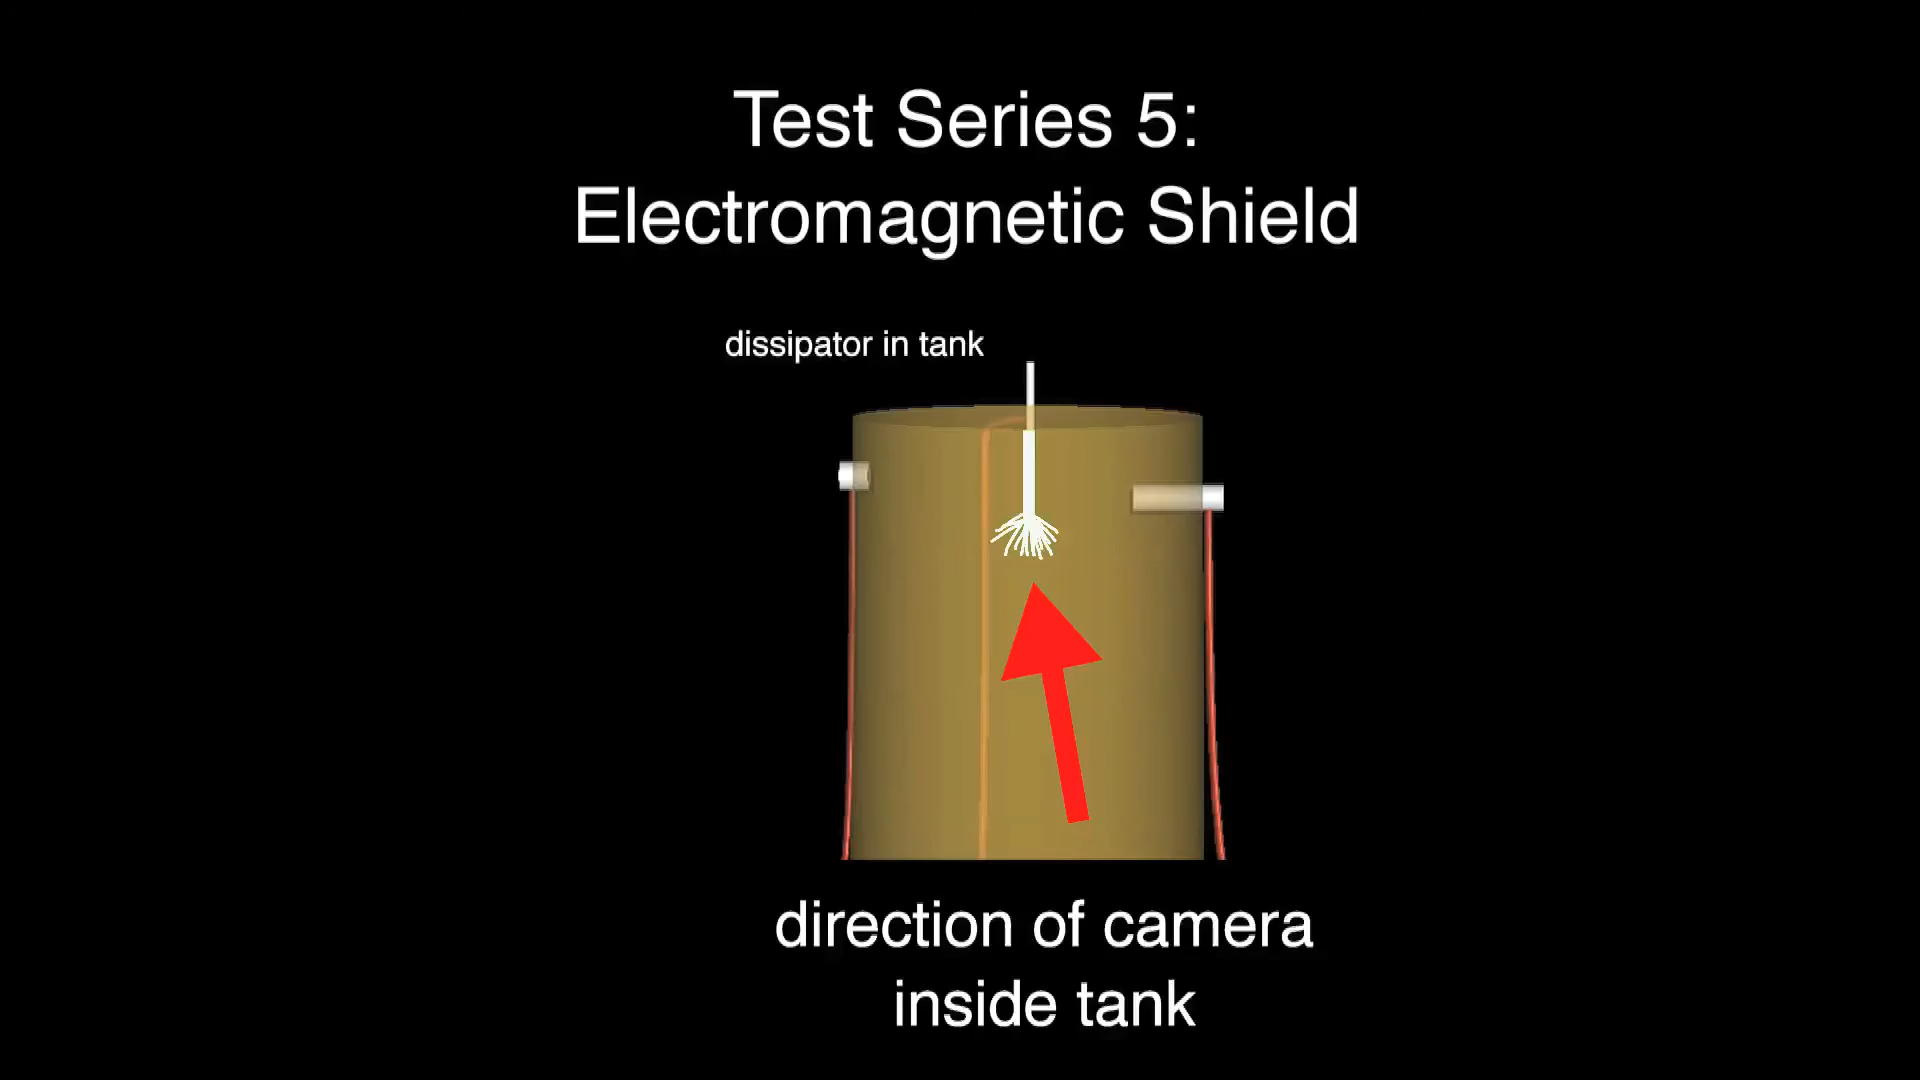 Test Series 5:
Electromagnetic Shield
dissipator in tank
direction of camera
inside tank